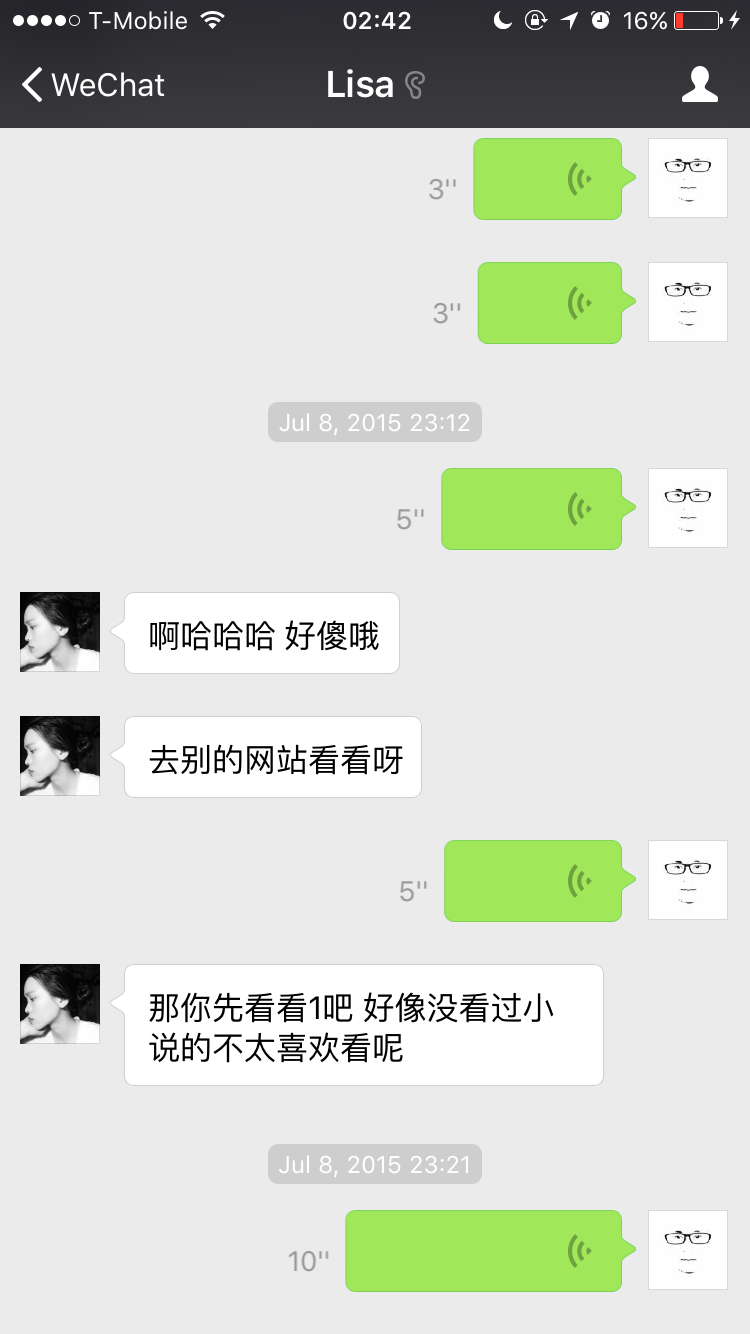 T-Mobile 02:42 16%
WeChat Lisa
3''
3''
Jul 8, 2015 23:12
5''
啊哈哈哈 好傻哦
去别的网站看看呀
5''
那你先看看1吧 好像没看过小
说的不太喜欢看呢
Jul 8, 2015 23:21
10''